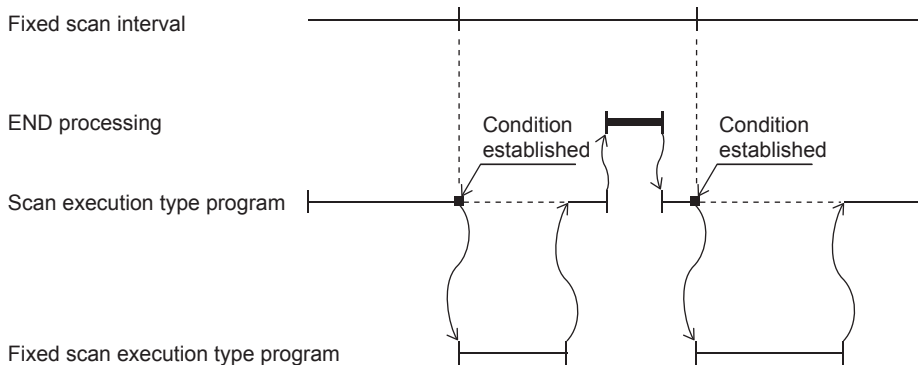 Fixed scan interval
END processing
Condition
established
Condition
established
Scan execution type program
Fixed scan execution type program